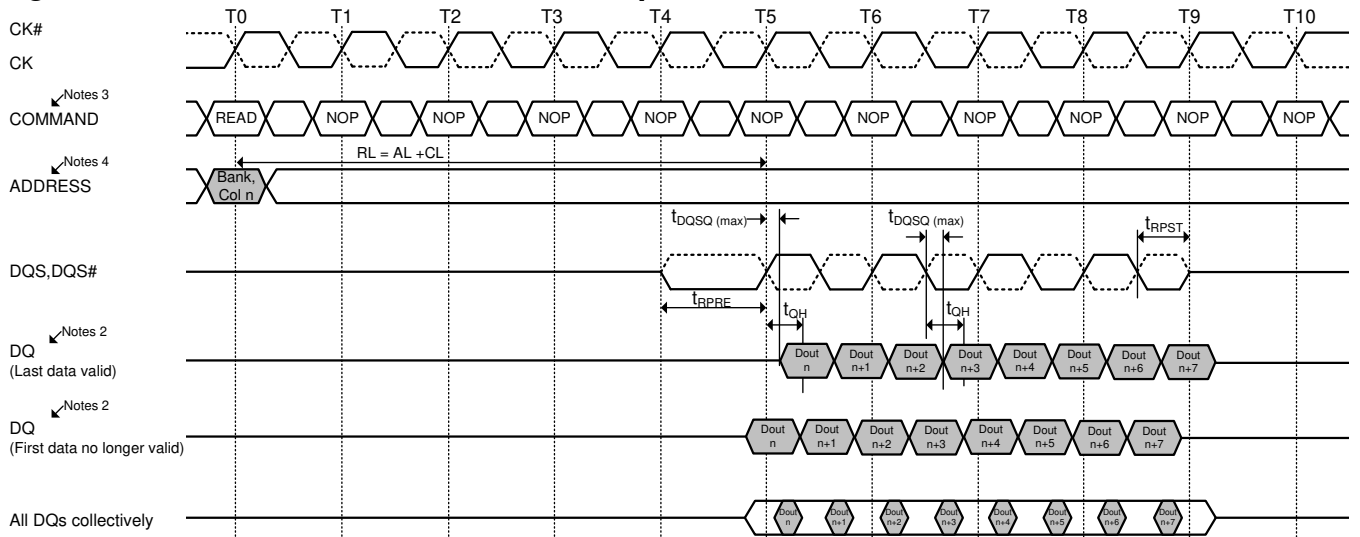 T0 T1 T2 T3 T4 T5 T6 T7 T8 T9 T10
CK#
CK
Notes 3
COMMAND
READ NOP NOP NOP NOP NOP NOP NOP NOP NOP NOP
RL = AL +CL
Notes 4
ADDRESS
Bank,
Col n
tDQSQ (max)
tDQSQ (max)
tRPST
DQS,DQS#
tRPRE
tQH
tQH
Notes 2
DQ
(Last data valid)
Dout n
Dout n+1
Dout n+2
Dout n+3
Dout n+4
Dout n+5
Dout n+6
Dout n+7
Notes 2
DQ
(First data no longer valid)
Dout n
Dout n+1
Dout n+2
Dout n+3
Dout n+4
Dout n+5
Dout n+6
Dout n+7
All DQs collectively
Dout n
Dout n+1
Dout n+2
Dout n+3
Dout n+4
Dout n+5
Dout n+6
Dout n+7